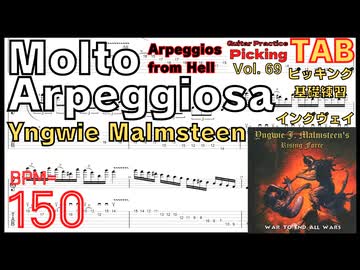 Molto
Arpeggios
from Hell
Guitar Practice
Picking
Vol. 69
TAB
ピッキング
基礎練習
イングヴェイ
Arpeggiosa
Yngwie Malmsteen
BPM=
150
Yngwie J. Malmsteen's
Rising Force
WAR TO END ALL WARS